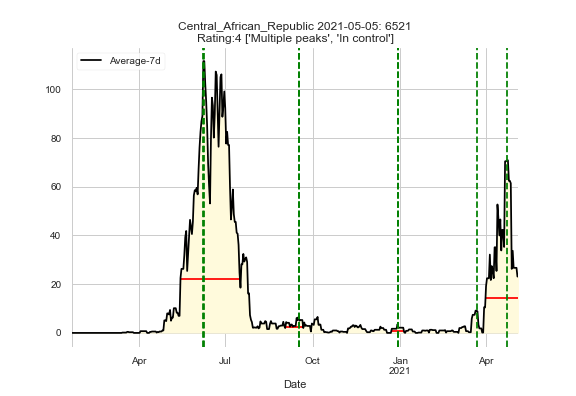 Central_African_Republic 2021-05-05: 6521
Rating:4 ['Multiple peaks', 'In control']
Average-7d
100
80
60
40
20
0
Apr
Jul
Oct
Jan
2021
Apr
Date